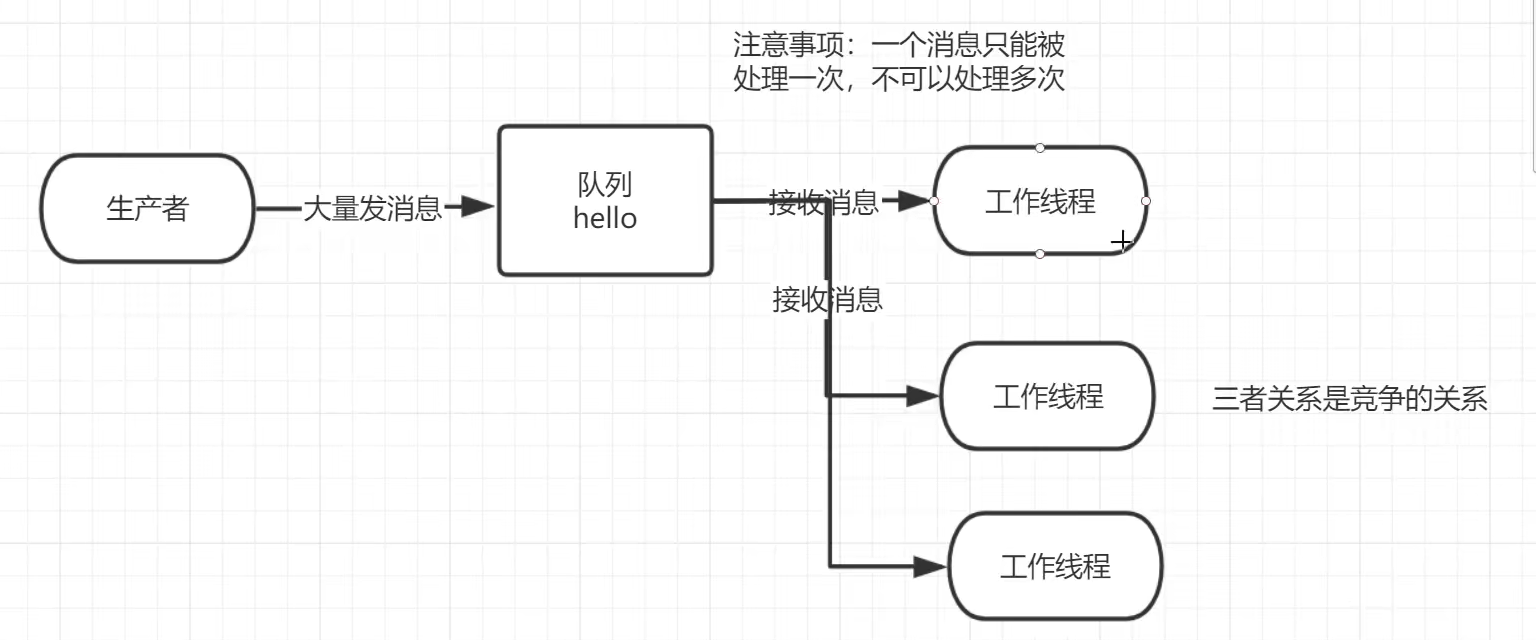 注意事项：一个消息只能被
处理一次，不可以处理多次
生产者
大量发消息
队列
hello
接收消息
工作线程
接收消息
工作线程
三者关系是竞争的关系
工作线程